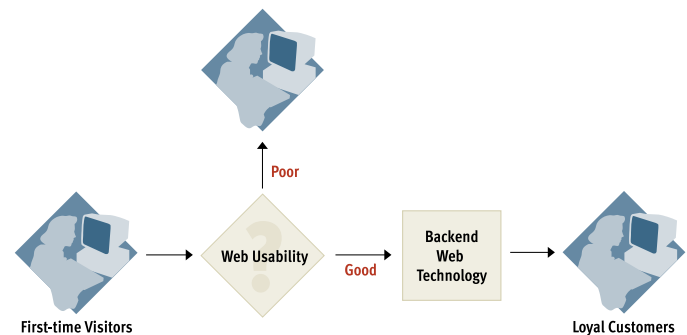 Poor
Web Usability
Good
Backend
Web
Technology
First-time Visitors
Loyal Customers